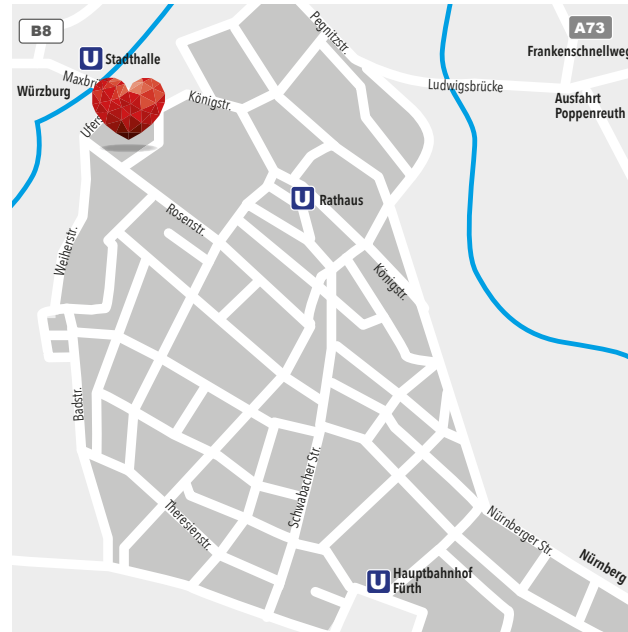 B8
A73
Pegnitzstr.
Frankenschnellweg
U Stadthalle
Maxbrü
Ludwigsbrücke
Würzburg
Königstr.
Ausfahrt
Poppenreuth
Ufers
U Rathaus
Rosenstr.
Weiherstr.
Königstr.
Badstr.
Schwabacher Str.
Theresienstr.
Nürnberger Str.
Nürnberg
U Hauptbahnhof
Fürth